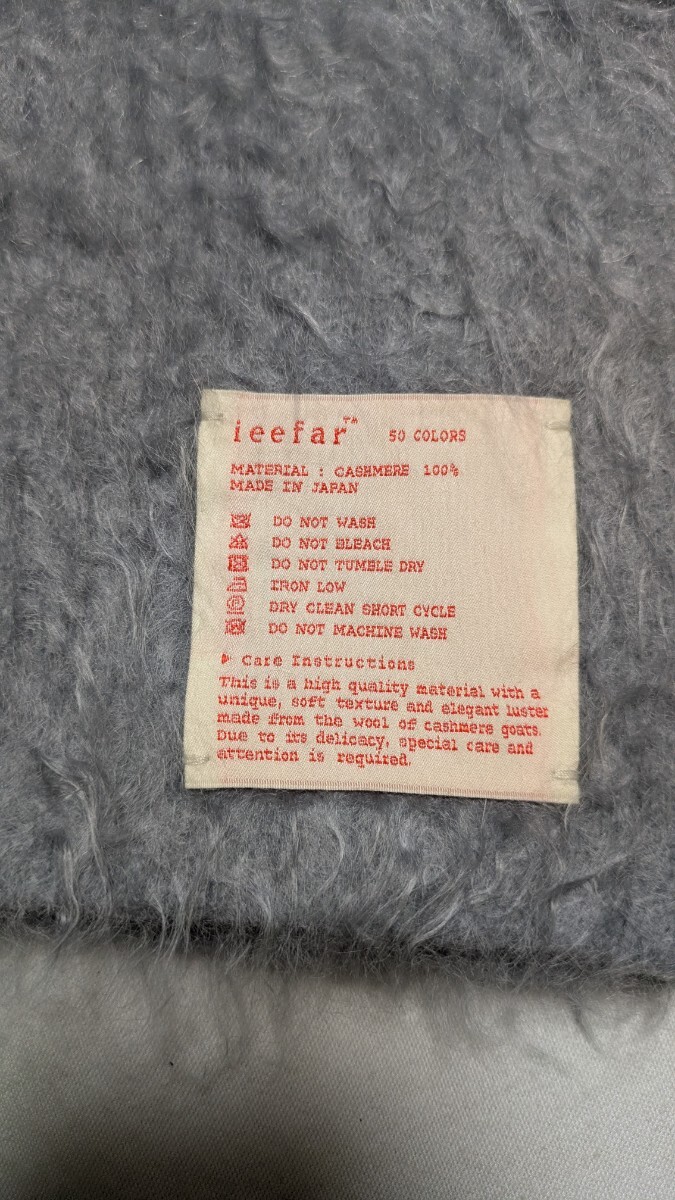 ieefar™ 50 COLORS
MATERIAL : CASHMERE 100%
MADE IN JAPAN
DO NOT WASH
DO NOT BLEACH
DO NOT TUMBLE DRY
IRON LOW
DRY CLEAN SHORT CYCLE
DO NOT MACHINE WASH
▶ Care Instructions
This is a high quality material with a
unique, soft texture and elegant luster
made from the wool of cashmere goats.
Due to its delicacy, special care and
attention is required.